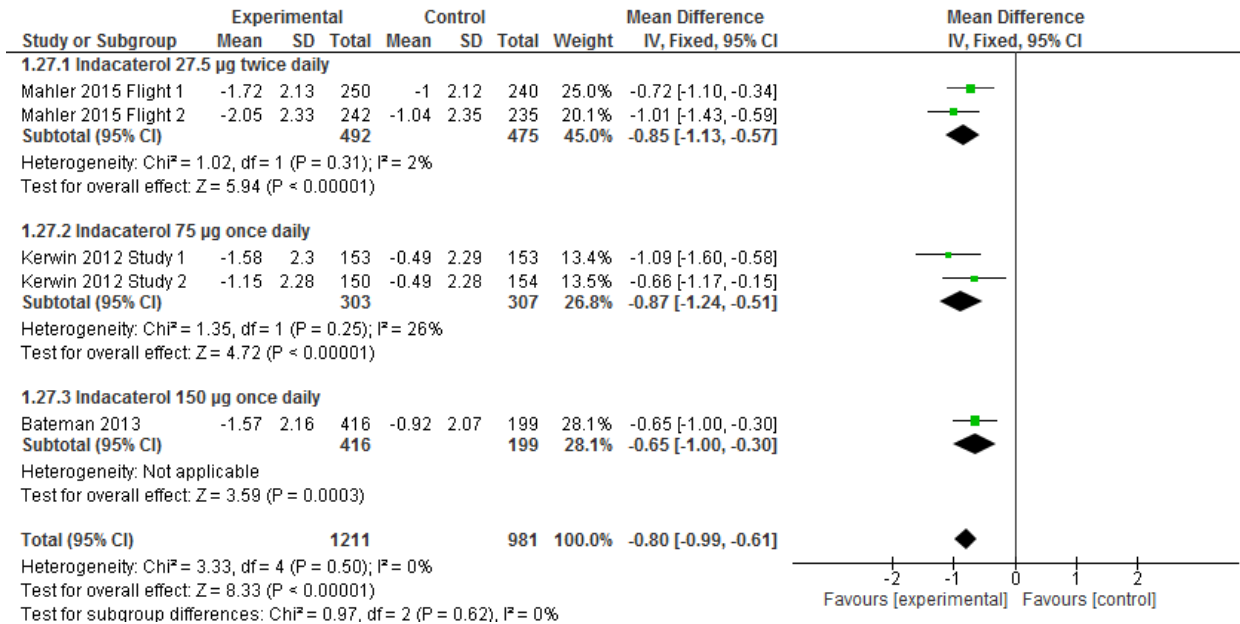 Experimental Control Mean Difference Mean Difference
Study or Subgroup Mean SD Total Mean SD Total Weight IV, Fixed, 95% CI IV, Fixed, 95% CI
1.27.1 Indacaterol 27.5 µg twice daily
Mahler 2015 Flight 1 -1.72 2.13 250 -1 2.12 240 25.0% -0.72 [-1.10, -0.34]
Mahler 2015 Flight 2 -2.05 2.33 242 -1.04 2.35 235 20.1% -1.01 [-1.43, -0.59]
Subtotal (95% CI) 492 475 45.0% -0.85 [-1.13, -0.57]
Heterogeneity: Chi² = 1.02, df = 1 (P = 0.31); I² = 2%
Test for overall effect: Z = 5.94 (P < 0.00001)
1.27.2 Indacaterol 75 µg once daily
Kerwin 2012 Study 1 -1.58 2.3 153 -0.49 2.29 153 13.4% -1.09 [-1.60, -0.58]
Kerwin 2012 Study 2 -1.15 2.28 150 -0.49 2.28 154 13.5% -0.66 [-1.17, -0.15]
Subtotal (95% CI) 303 307 26.8% -0.87 [-1.24, -0.51]
Heterogeneity: Chi² = 1.35, df = 1 (P = 0.25); I² = 26%
Test for overall effect: Z = 4.72 (P < 0.00001)
1.27.3 Indacaterol 150 µg once daily
Bateman 2013 -1.57 2.16 416 -0.92 2.07 199 28.1% -0.65 [-1.00, -0.30]
Subtotal (95% CI) 416 199 28.1% -0.65 [-1.00, -0.30]
Heterogeneity: Not applicable
Test for overall effect: Z = 3.59 (P = 0.0003)
Total (95% CI) 1211 981 100.0% -0.80 [-0.99, -0.61]
Heterogeneity: Chi² = 3.33, df = 4 (P = 0.50); I² = 0%
Test for overall effect: Z = 8.33 (P < 0.00001)
Test for subgroup differences: Chi² = 0.97, df = 2 (P = 0.62), I² = 0%
-2 -1 0 1 2
Favours [experimental] Favours [control]